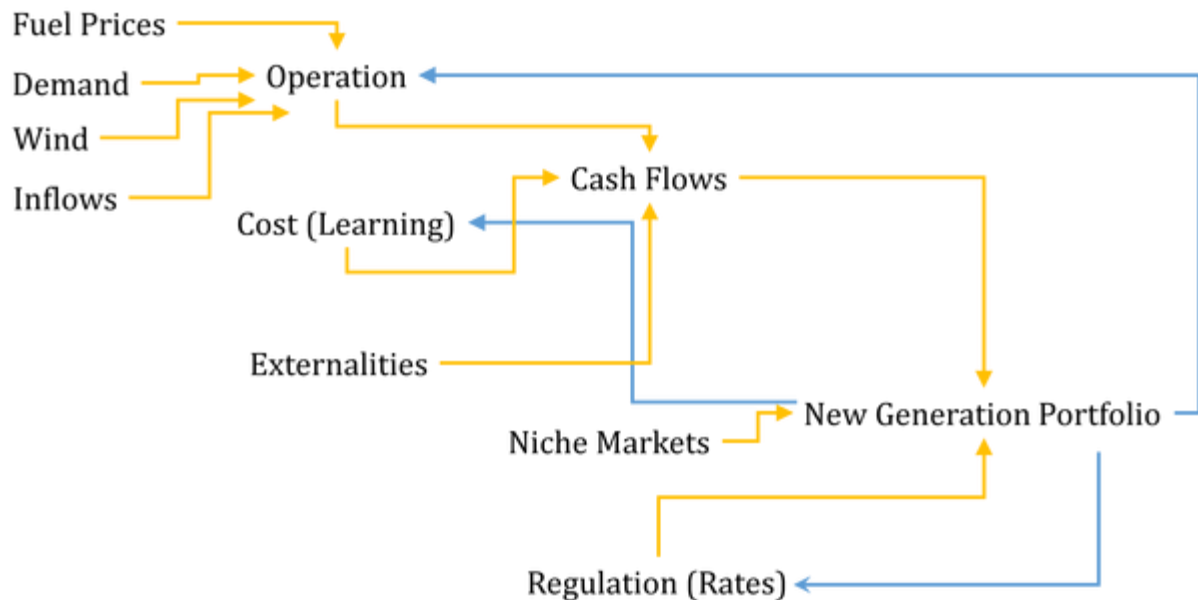 Fuel Prices
Operation
Demand
Wind
Cash Flows
Inflows
Cost (Learning)
Externalities
New Generation Portfolio
Niche Markets
Regulation (Rates)